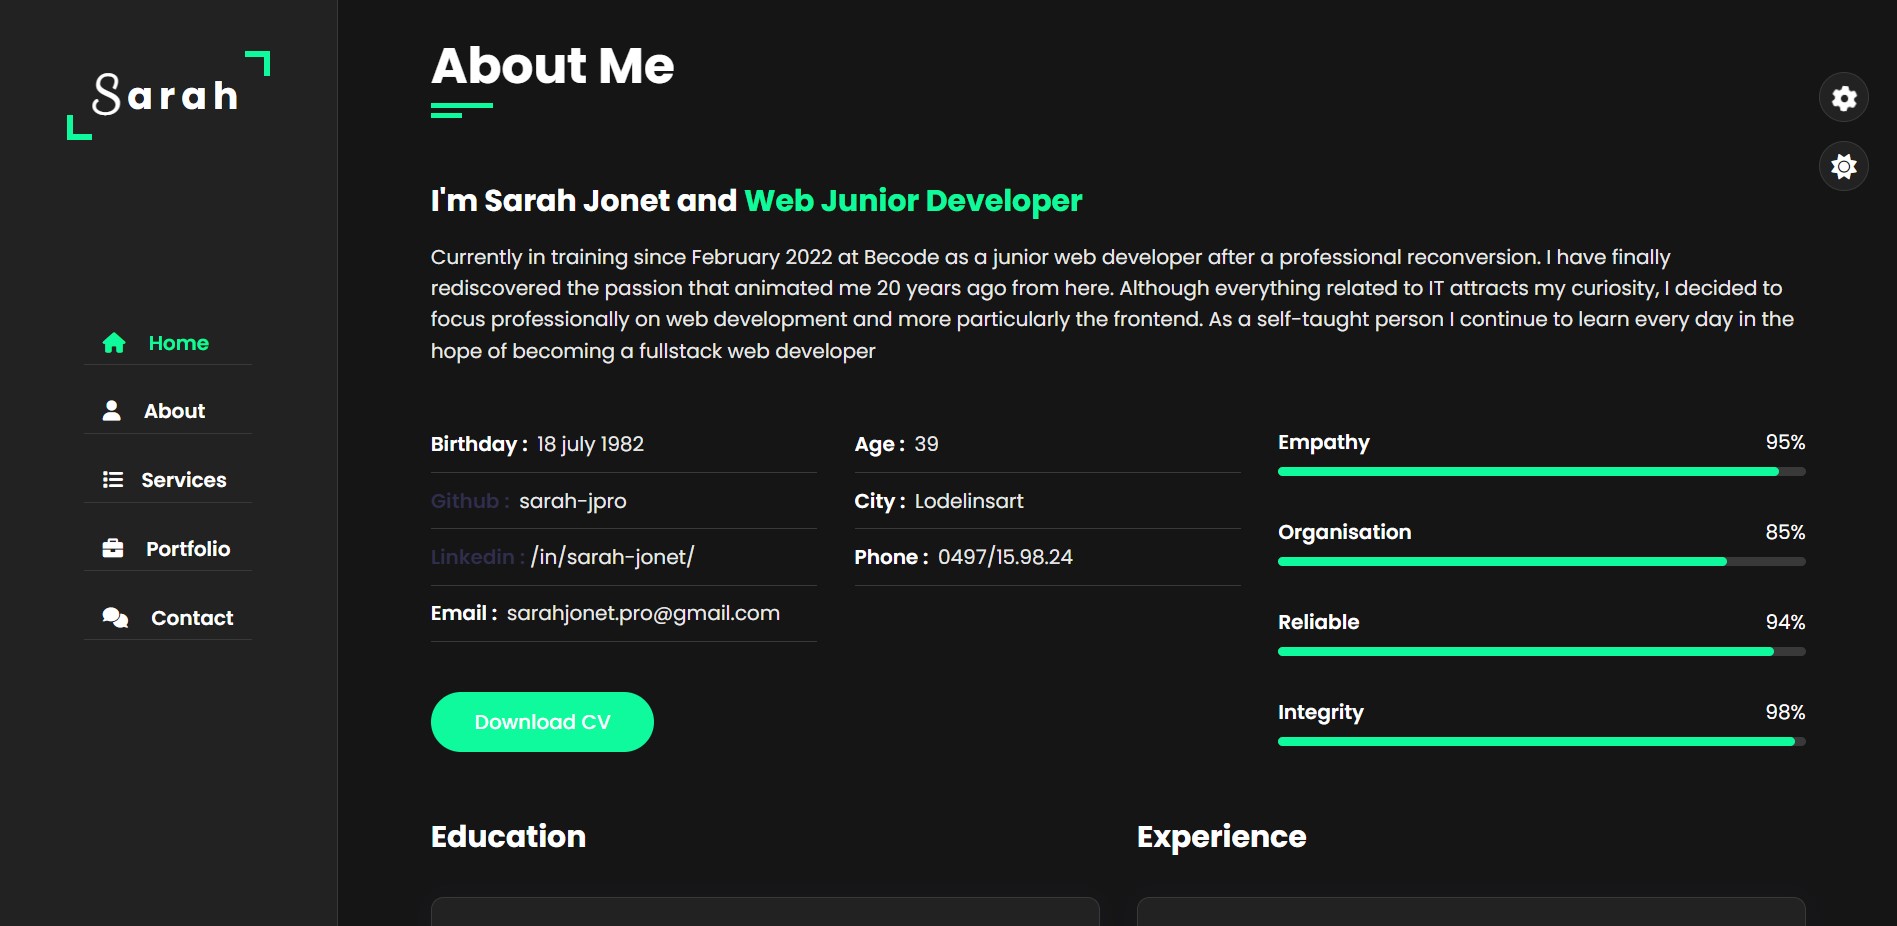 Sarah
Home
About
Services
Portfolio
Contact
About Me
I'm Sarah Jonet and Web Junior Developer
Currently in training since February 2022 at Becode as a junior web developer after a professional reconversion. I have finally
rediscovered the passion that animated me 20 years ago from here. Although everything related to IT attracts my curiosity, I decided to
focus professionally on web development and more particularly the frontend. As a self-taught person I continue to learn every day in the
hope of becoming a fullstack web developer
Birthday : 18 july 1982
Github : sarah-jpro
Linkedin : /in/sarah-jonet/
Email : sarahjonet.pro@gmail.com
Age : 39
City : Lodelinsart
Phone : 0497/15.98.24
Empathy 95%
Organisation 85%
Reliable 94%
Integrity 98%
Download CV
Education
Experience